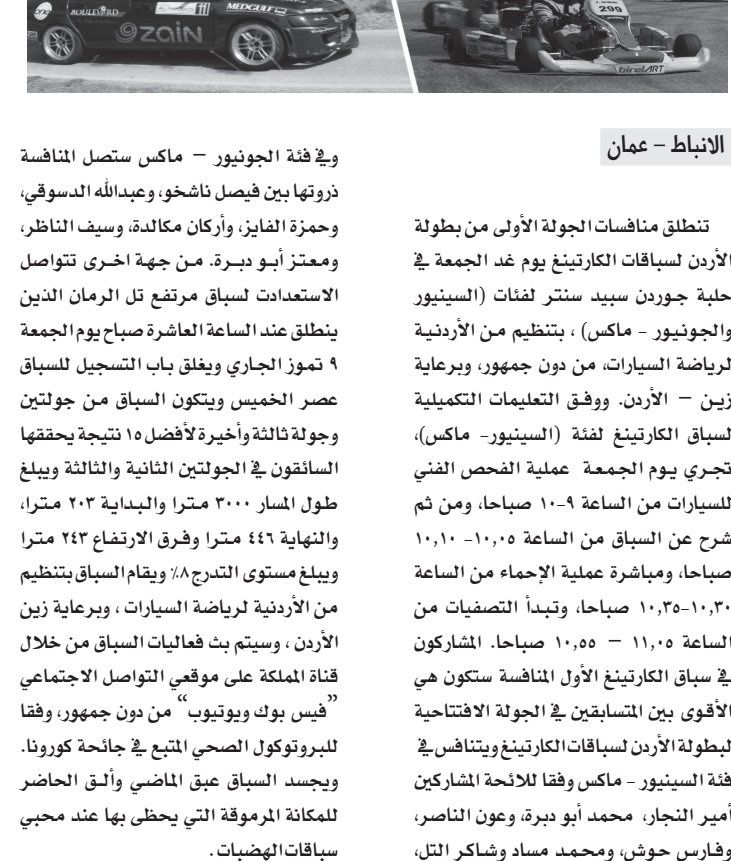 BOULEVARD
zain
111
MEDGULF
299
birelART
الانباط – عمان
تنطلق منافسات الجولة الأولى من بطولة
الأردن لسباقات الكارتينغ يوم غد الجمعة في
حلبة جوردن سبيد سنتر لفئات (السينيور
والجونيور - ماكس) ، بتنظيم من الأردنية
لرياضة السيارات، من دون جمهور، وبرعاية
زين – الأردن. ووفق التعليمات التكميلية
لسباق الكارتينغ لفئة (السينيور- ماكس)،
تجري يوم الجمعة عملية الفحص الفني
للسيارات من الساعة ٩-١٠ صباحا، ومن ثم
شرح عن السباق من الساعة ١٠,٠٥- ١٠,١٠
صباحا، ومباشرة عملية الإحماء من الساعة
١٠,٣٠-١٠,٣٥ صباحا، وتبدأ التصفيات من
الساعة ١١,٠٥ – ١٠,٥٥ صباحا. المشاركون
في سباق الكارتينغ الأول المنافسة ستكون هي
الأقوى بين المتسابقين في الجولة الافتتاحية
لبطولة الأردن لسباقات الكارتينغ ويتنافس في
فئة السينيور - ماكس وفقا للائحة المشاركين
أمير النجار، محمد أبو دبرة، وعون الناصر،
وفارس حوش، ومحمد مساد وشاكر التل،
وفي فئة الجونيور – ماكس ستصل المنافسة
ذروتها بين فيصل ناشخو، وعبدالله الدسوقي،
وحمزة الفايز، وأركان مكالدة، وسيف الناظر،
ومعتز أبو دبرة. من جهة اخرى تتواصل
الاستعدادت لسباق مرتفع تل الرمان الذين
ينطلق عند الساعة العاشرة صباح يوم الجمعة
٩ تموز الجاري ويغلق باب التسجيل للسباق
عصر الخميس ويتكون السباق من جولتين
وجولة ثالثة وأخيرة لأفضل ١٥ نتيجة يحققها
السائقون في الجولتين الثانية والثالثة ويبلغ
طول المسار ٣٠٠٠ مترا والبداية ٢٠٣ مترا،
والنهاية ٤٤٦ مترا وفرق الارتفاع ٢٤٣ مترا
ويبلغ مستوى التدرج ٨٪ ويقام السباق بتنظيم
من الأردنية لرياضة السيارات ، وبرعاية زين
الأردن ، وسيتم بث فعاليات السباق من خلال
قناة المملكة على موقعي التواصل الاجتماعي
”فيس بوك ويوتيوب“ من دون جمهور، وفقا
للبروتوكول الصحي المتبع في جائحة كورونا.
ويجسد السباق عبق الماضي وألق الحاضر
للمكانة المرموقة التي يحظى بها عند محبي
سباقات الهضبات .